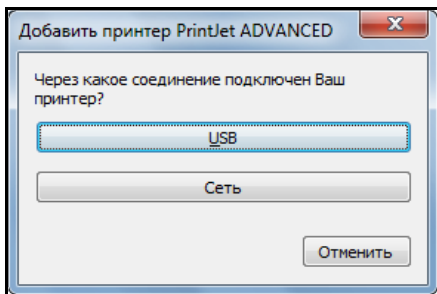 Добавить принтер PrintJet ADVANCED
Через какое соединение подключен Ваш
принтер?
USB
Сеть
Отменить